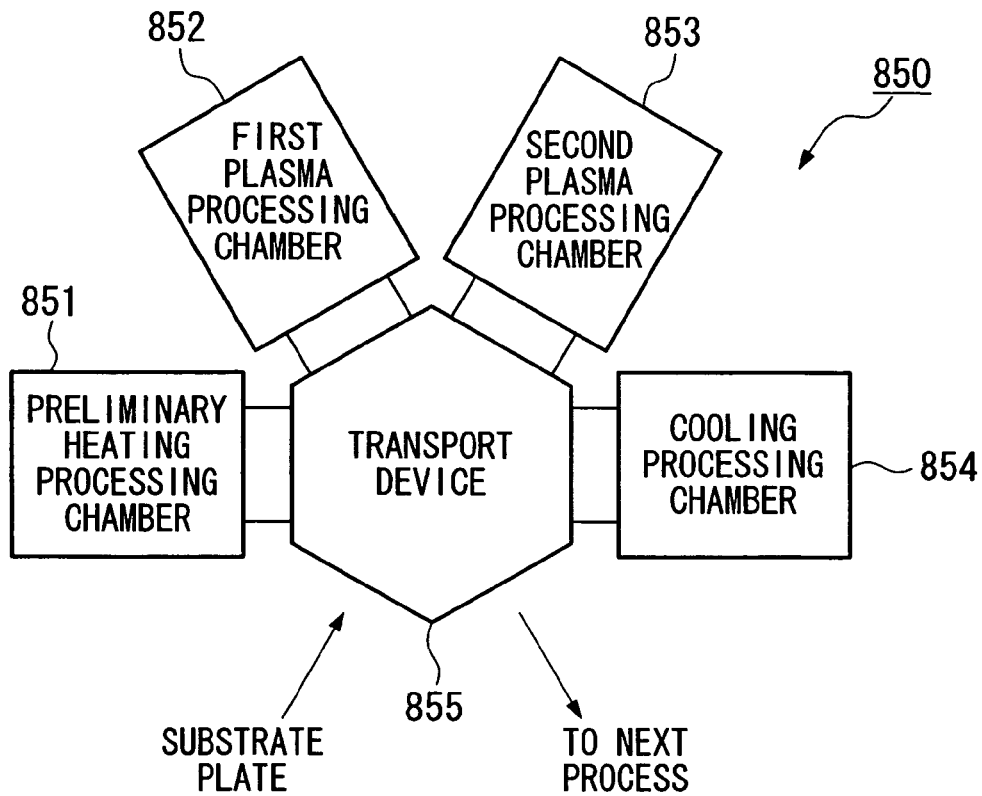 852
853
850
FIRST
PLASMA
PROCESSING
CHAMBER
SECOND
PLASMA
PROCESSING
CHAMBER
851
PRELIMINARY
HEATING
PROCESSING
CHAMBER
TRANSPORT
DEVICE
COOLING
PROCESSING
CHAMBER
854
855
SUBSTRATE
PLATE
TO NEXT
PROCESS